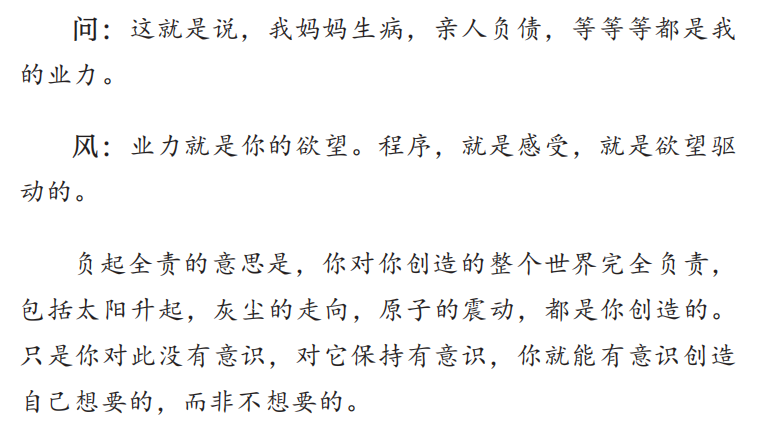 问：这就是说，我妈妈生病，亲人负债，等等等都是我
的业力。
风：业力就是你的欲望。程序，就是感受，就是欲望驱
动的。
负起全责的意思是，你对你创造的整个世界完全负责，
包括太阳升起，灰尘的走向，原子的震动，都是你创造的。
只是你对此没有意识，对它保持有意识，你就能有意识创造
自己想要的，而非不想要的。